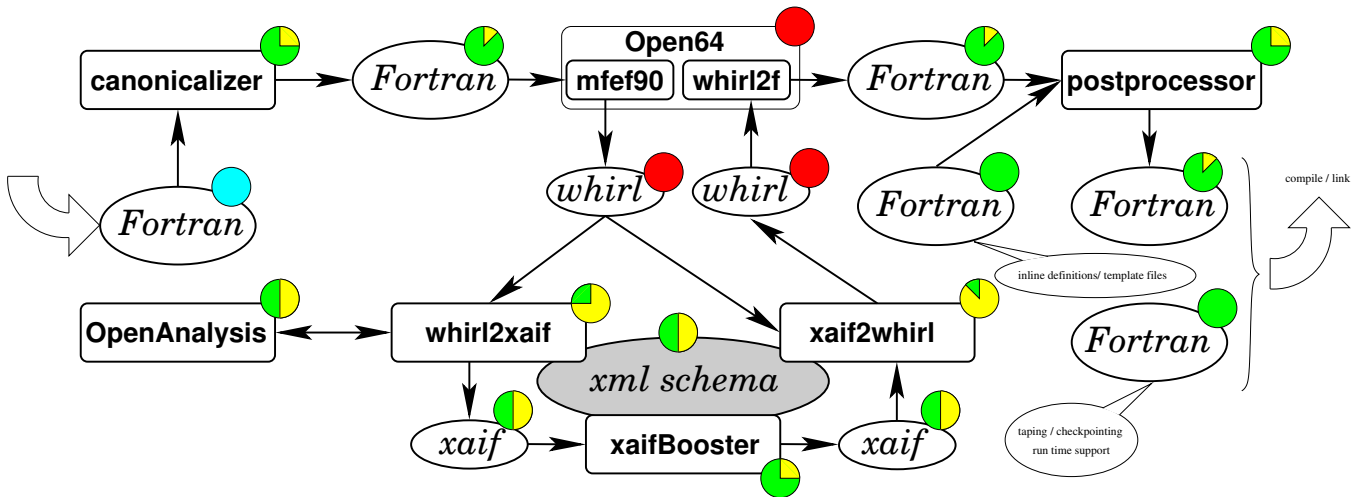 Open64
canonicalizer
Fortran
mfef90
whirl2f
Fortran
postprocessor
whirl
whirl
Fortran
Fortran
Fortran
compile / link
inline definitions/ template files
OpenAnalysis
whirl2xaif
xaif2whirl
Fortran
xml schema
xaif
xaifBooster
xaif
taping / checkpointing
run time support